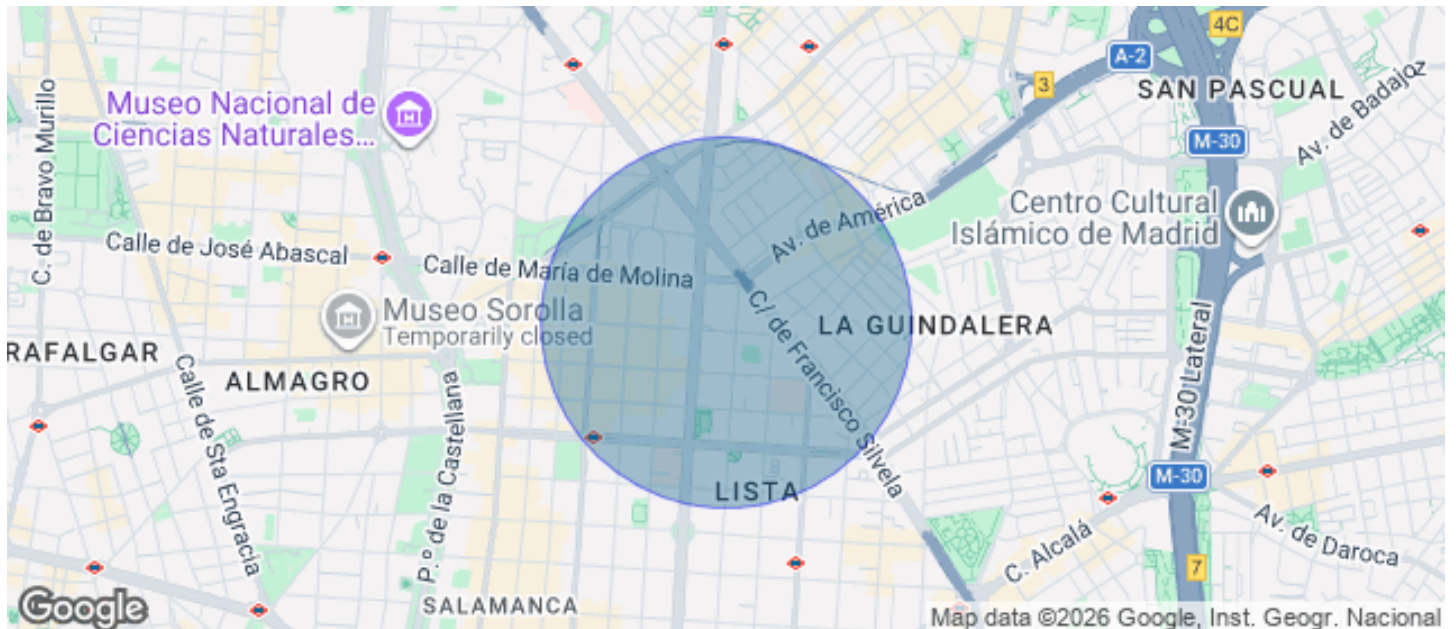 4C
A-2
3
SAN PASCUAL
Av. de Badajoz
C. de Bravo Murillo
Museo Nacional de
Ciencias Naturales...
M-30
Centro Cultural
Islámico de Madrid
Av. de América
Calle de José Abascal
Calle de María de Molina
Museo Sorolla
Temporarily closed
C/ de Francisco Silvela
LA GUINDALERA
RAFALGAR
ALMAGRO
Calle de Sta Engracia
P.º de la Castellana
M-30 Lateral
M-30
LISTA
Av. de Daroca
C. Alcalá
7
SALAMANCA
Google
Map data ©2026 Google, Inst. Geogr. Nacional